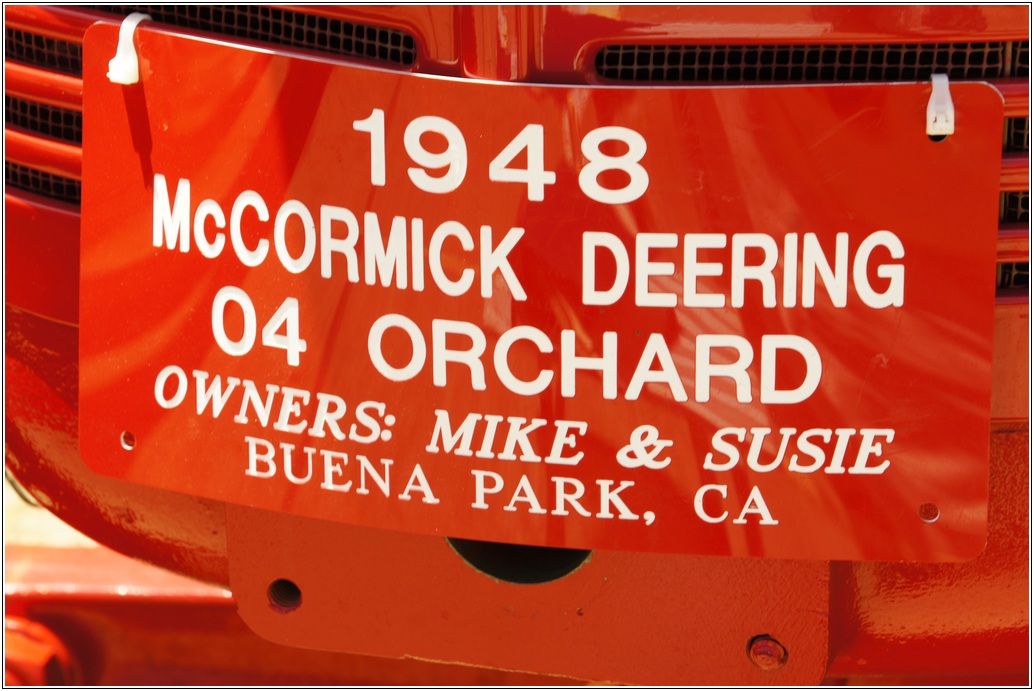 1948
McCORMICK DEERING
04 ORCHARD
OWNERS: MIKE & SUSIE
BUENA PARK, CA